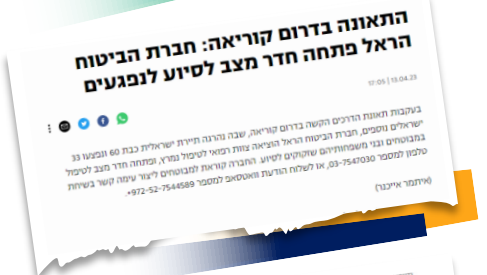 התאונה בדרום קוריאה: חברת הביטוח
הראל פתחה חדר מצב לסיוע לנפגעים
17:05 | 13.04.23
בעקבות תאונת הדרכים הקשה בדרום קוריאה, שבה נהרגה תיירת ישראלית כבת 60 ונפצעו 33
ישראלים נוספים, חברת הביטוח הראל הוציאה צוות רפואי לטיפול נמרץ, ופתחה חדר מצב לטיפול
במבוטחים ובני משפחותיהם שזקוקים לסיוע. החברה קוראת למבוטחים ליצור עימה קשר בשיחת
טלפון למספר 03-7547030, או לשלוח הודעת וואטסאפ למספר 972-52-7544589+.
(איתמר אייכנר)